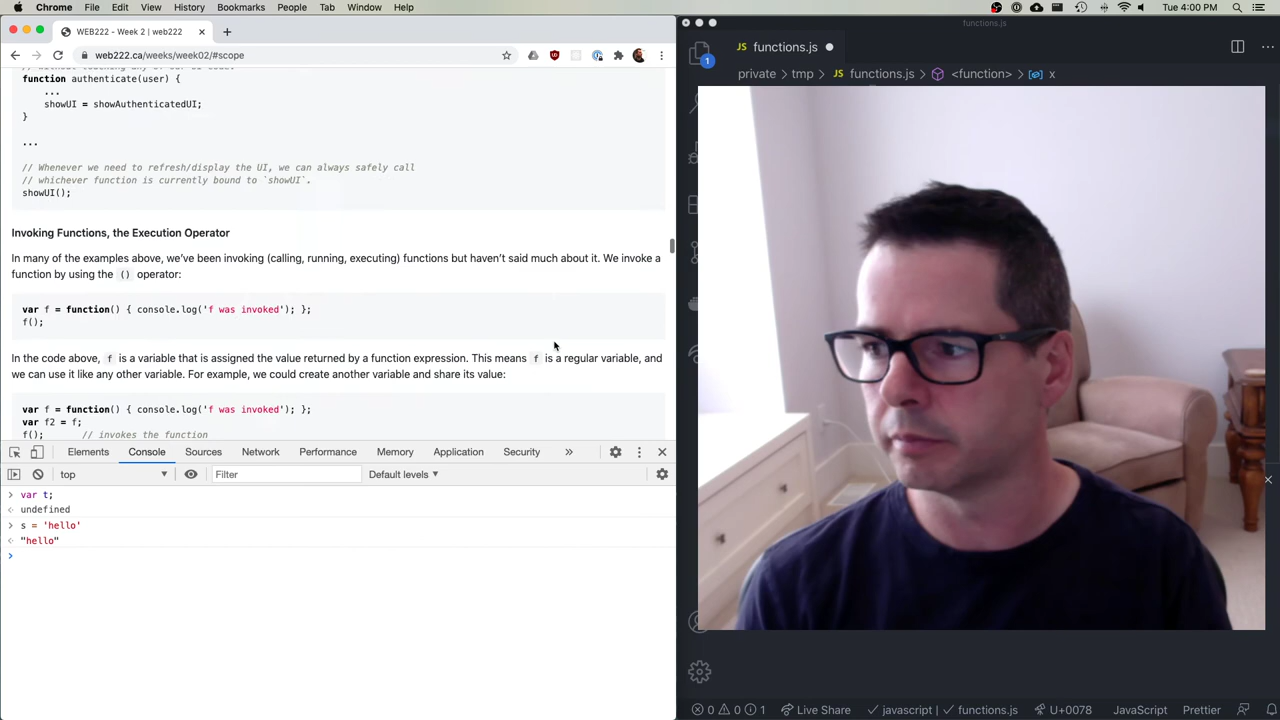 Chrome File Edit View History Bookmarks People Tab Window Help Tue 4:00 PM
WEB222 - Week 2 | web222
web222.ca/weeks/week02/#scope
function authenticate(user) {
...
showUI = showAuthenticatedUI;
}
...
// Whenever we need to refresh/display the UI, we can always safely call
// whichever function is currently bound to `showUI`.
showUI();
Invoking Functions, the Execution Operator
In many of the examples above, we've been invoking (calling, running, executing) functions but haven't said much about it. We invoke a
function by using the () operator:
var f = function() { console.log('f was invoked'); };
f();
In the code above, f is a variable that is assigned the value returned by a function expression. This means f is a regular variable, and
we can use it like any other variable. For example, we could create another variable and share its value:
var f = function() { console.log('f was invoked'); };
var f2 = f;
f(); // invokes the function
Elements Console Sources Network Performance Memory Application Security »
top Filter Default levels ▾
> var t;
undefined
> s = 'hello'
"hello"
>
functions.js
JS functions.js
1
private > tmp > JS functions.js > <function> > x
0 0 1 Live Share javascript | functions.js U+0078 JavaScript Prettier